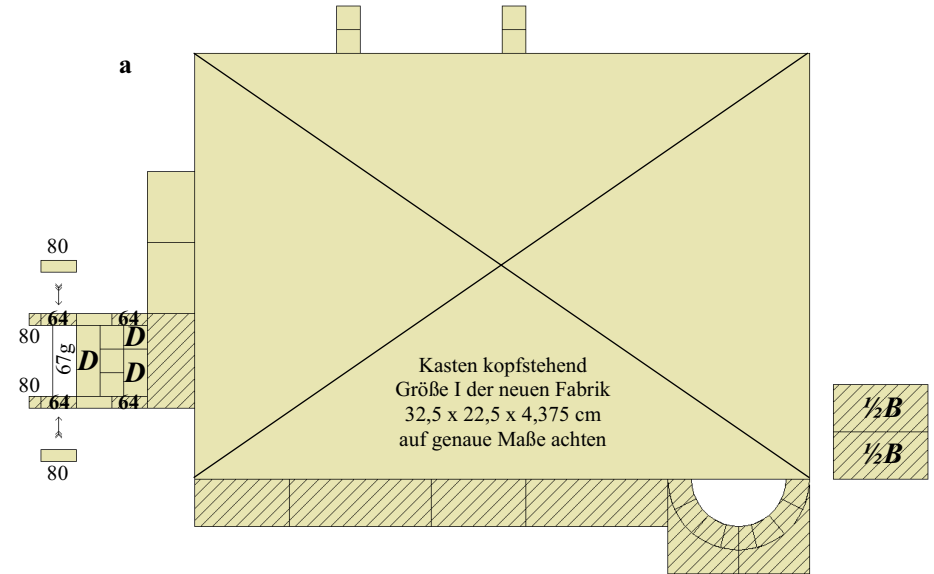 a
80
64 64
80 D
67g D
D
80
64 64
80
Kasten kopfstehend
Größe I der neuen Fabrik
32,5 x 22,5 x 4,375 cm
auf genaue Maße achten
½B
½B